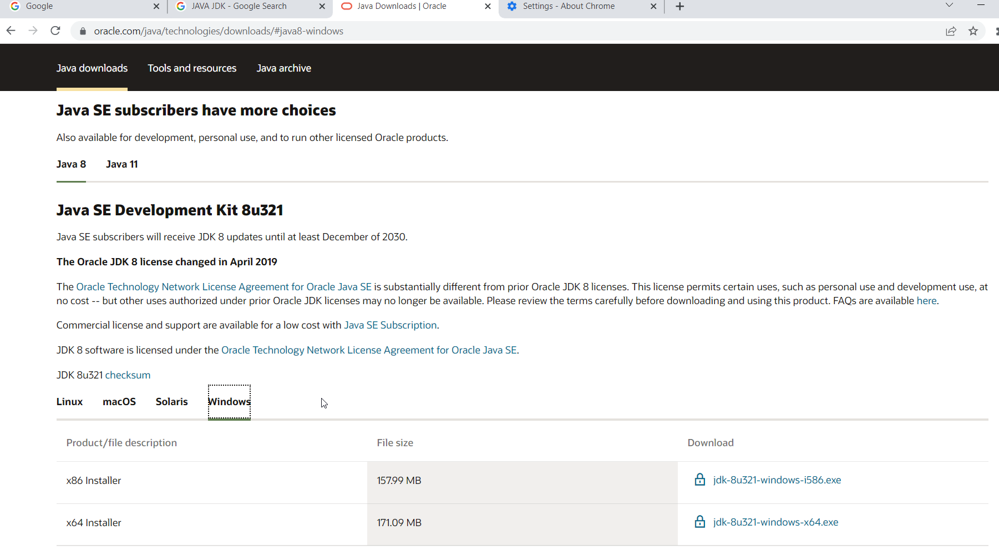 Google
JAVA JDK - Google Search
Java Downloads | Oracle
Settings - About Chrome
oracle.com/java/technologies/downloads/#java8-windows
Java downloads
Tools and resources
Java archive
Java SE subscribers have more choices
Also available for development, personal use, and to run other licensed Oracle products.
Java 8
Java 11
Java SE Development Kit 8u321
Java SE subscribers will receive JDK 8 updates until at least December of 2030.
The Oracle JDK 8 license changed in April 2019
The Oracle Technology Network License Agreement for Oracle Java SE is substantially different from prior Oracle JDK 8 licenses. This license permits certain uses, such as personal use and development use, at
no cost -- but other uses authorized under prior Oracle JDK licenses may no longer be available. Please review the terms carefully before downloading and using this product. FAQs are available here.
Commercial license and support are available for a low cost with Java SE Subscription.
JDK 8 software is licensed under the Oracle Technology Network License Agreement for Oracle Java SE.
JDK 8u321 checksum
Linux
macOS
Solaris
Windows
Product/file description
File size
Download
x86 Installer
157.99 MB
jdk-8u321-windows-i586.exe
x64 Installer
171.09 MB
jdk-8u321-windows-x64.exe